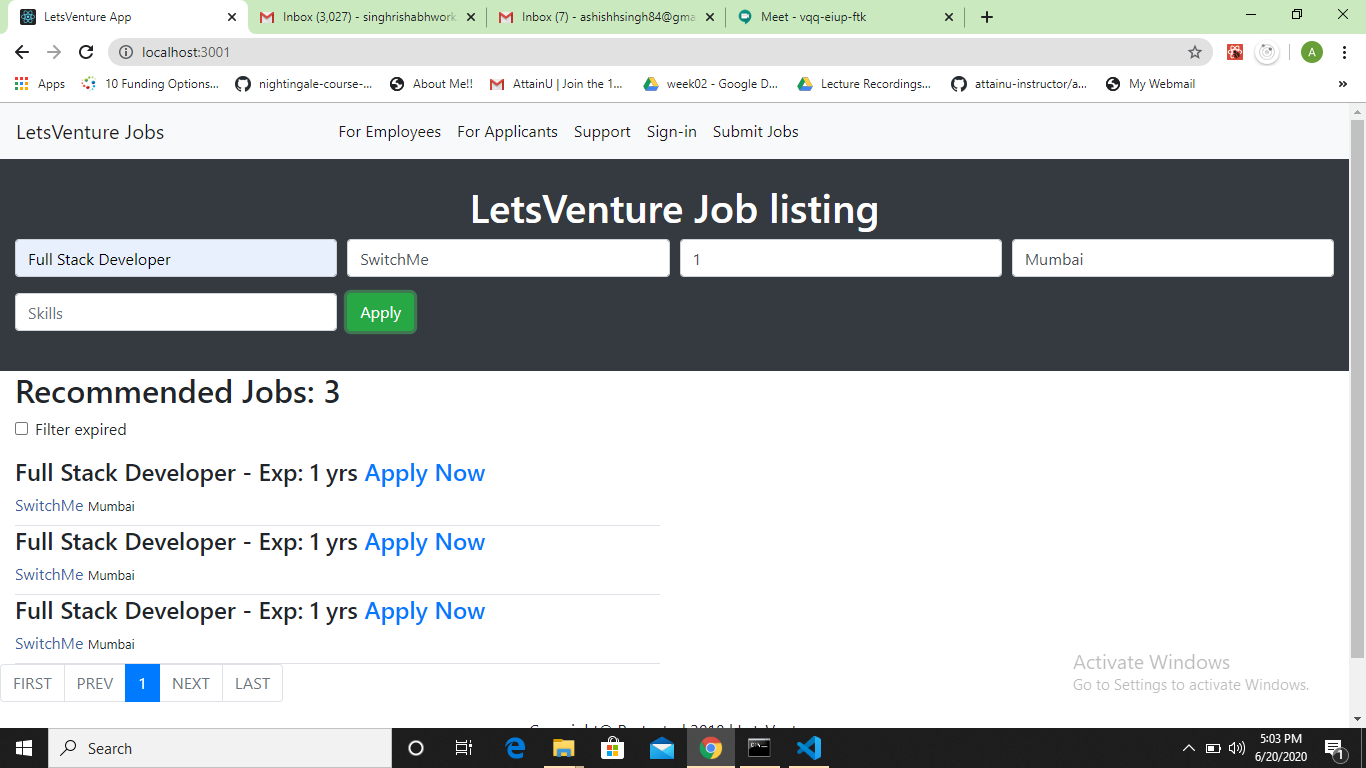 LetsVenture App
Inbox (3,027) - singhrishabhwork
Inbox (7) - ashishhsingh84@gma
Meet - vqq-eiup-ftk
localhost:3001
A
Apps
10 Funding Options...
nightingale-course-...
About Me!!
AttainU | Join the 1...
week02 - Google D...
Lecture Recordings...
attainu-instructor/a...
My Webmail
»
LetsVenture Jobs
For Employees
For Applicants
Support
Sign-in
Submit Jobs
LetsVenture Job listing
Full Stack Developer
SwitchMe
1
Mumbai
Skills
Apply
Recommended Jobs: 3
Filter expired
Full Stack Developer - Exp: 1 yrs Apply Now
SwitchMe Mumbai
Full Stack Developer - Exp: 1 yrs Apply Now
SwitchMe Mumbai
Full Stack Developer - Exp: 1 yrs Apply Now
SwitchMe Mumbai
FIRST PREV 1 NEXT LAST
Activate Windows
Go to Settings to activate Windows.
Search
5:03 PM
6/20/2020
1